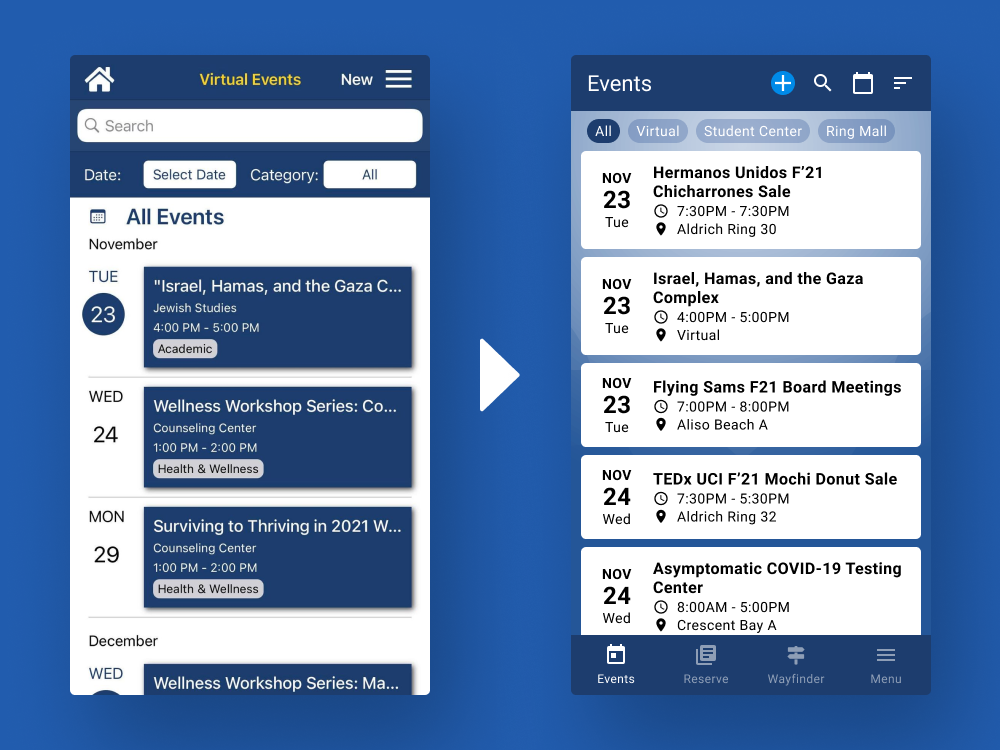 Virtual Events New
Search
Date: Select Date Category: All
All Events
November
TUE
23
"Israel, Hamas, and the Gaza C...
Jewish Studies
4:00 PM - 5:00 PM
Academic
WED
24
Wellness Workshop Series: Co...
Counseling Center
1:00 PM - 2:00 PM
Health & Wellness
MON
29
Surviving to Thriving in 2021 W...
Counseling Center
1:00 PM - 2:00 PM
Health & Wellness
December
WED
Wellness Workshop Series: Ma...
Events
All Virtual Student Center Ring Mall
NOV
23
Tue
Hermanos Unidos F’21
Chicharrones Sale
7:30PM - 7:30PM
Aldrich Ring 30
NOV
23
Tue
Israel, Hamas, and the Gaza
Complex
4:00PM - 5:00PM
Virtual
NOV
23
Tue
Flying Sams F21 Board Meetings
7:00PM - 8:00PM
Aliso Beach A
NOV
24
Wed
TEDx UCI F’21 Mochi Donut Sale
7:30PM - 5:30PM
Aldrich Ring 32
NOV
24
Wed
Asymptomatic COVID-19 Testing
Center
8:00AM - 5:00PM
Crescent Bay A
Events Reserve Wayfinder Menu